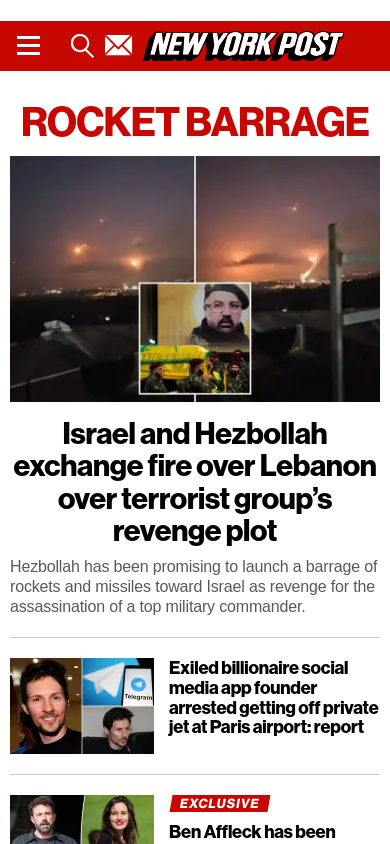 NEW YORK POST
ROCKET BARRAGE
Israel and Hezbollah
exchange fire over Lebanon
over terrorist group’s
revenge plot
Hezbollah has been promising to launch a barrage of
rockets and missiles toward Israel as revenge for the
assassination of a top military commander.
Telegram
Exiled billionaire social
media app founder
arrested getting off private
jet at Paris airport: report
EXCLUSIVE
Ben Affleck has been